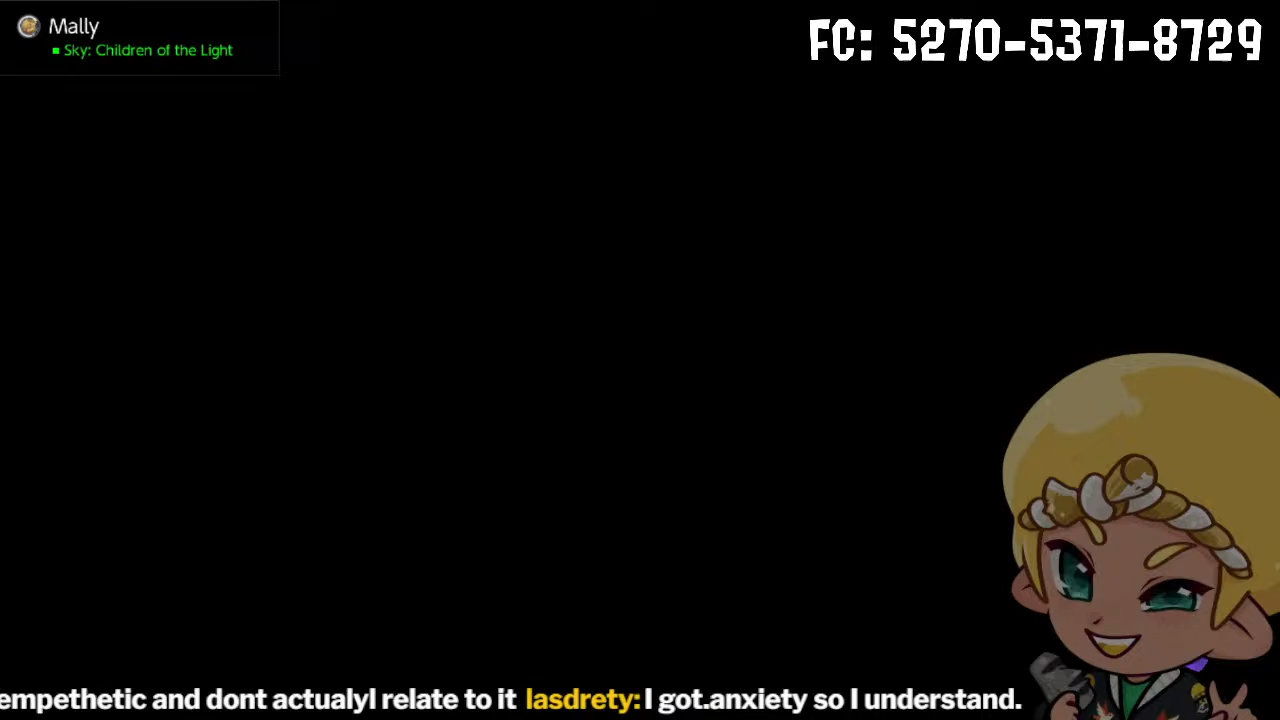 Mally
Sky: Children of the Light
FC: 5270-5371-8729
empethetic and dont actualyl relate to it lasdrety: I got.anxiety so I understand.